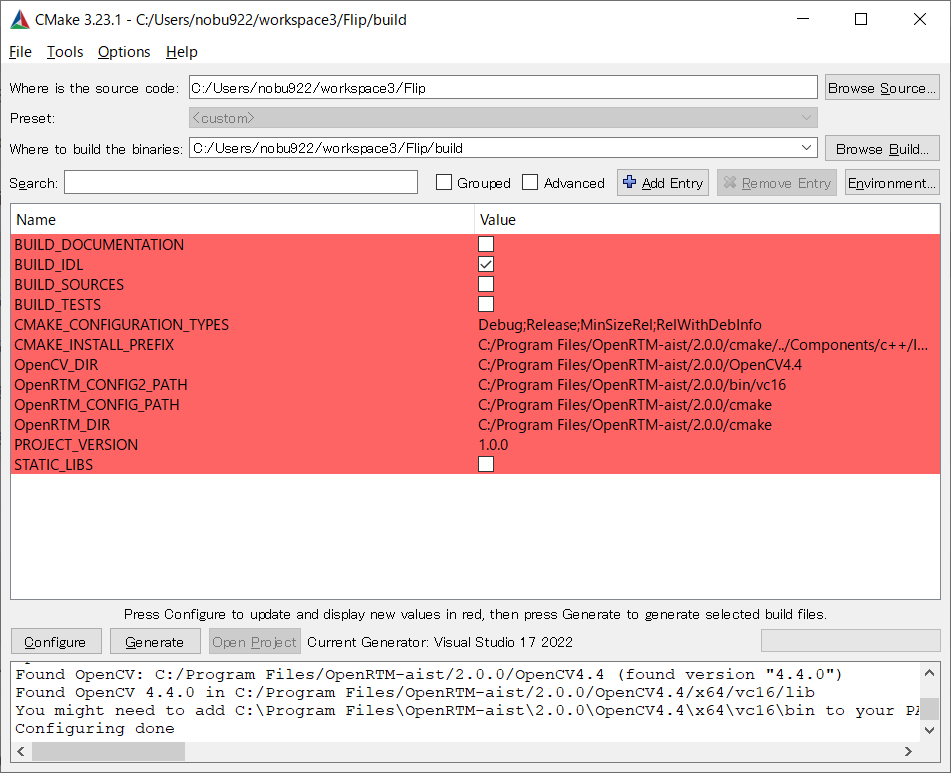 CMake 3.23.1 - C:/Users/nobu922/workspace3/Flip/build
File Tools Options Help
Where is the source code: C:/Users/nobu922/workspace3/Flip Browse Source...
Preset: <custom>
Where to build the binaries: C:/Users/nobu922/workspace3/Flip/build Browse Build...
Search: Grouped Advanced Add Entry Remove Entry Environment...
Name Value
BUILD_DOCUMENTATION
BUILD_IDL
BUILD_SOURCES
BUILD_TESTS
CMAKE_CONFIGURATION_TYPES Debug;Release;MinSizeRel;RelWithDebInfo
CMAKE_INSTALL_PREFIX C:/Program Files/OpenRTM-aist/2.0.0/cmake/../Components/c++/I...
OpenCV_DIR C:/Program Files/OpenRTM-aist/2.0.0/OpenCV4.4
OpenRTM_CONFIG2_PATH C:/Program Files/OpenRTM-aist/2.0.0/bin/vc16
OpenRTM_CONFIG_PATH C:/Program Files/OpenRTM-aist/2.0.0/cmake
OpenRTM_DIR C:/Program Files/OpenRTM-aist/2.0.0/cmake
PROJECT_VERSION 1.0.0
STATIC_LIBS
Press Configure to update and display new values in red, then press Generate to generate selected build files.
Configure Generate Open Project Current Generator: Visual Studio 17 2022
Found OpenCV: C:/Program Files/OpenRTM-aist/2.0.0/OpenCV4.4 (found version "4.4.0")
Found OpenCV 4.4.0 in C:/Program Files/OpenRTM-aist/2.0.0/OpenCV4.4/x64/vc16/lib
You might need to add C:\Program Files\OpenRTM-aist\2.0.0\OpenCV4.4\x64\vc16\bin to your
Configuring done